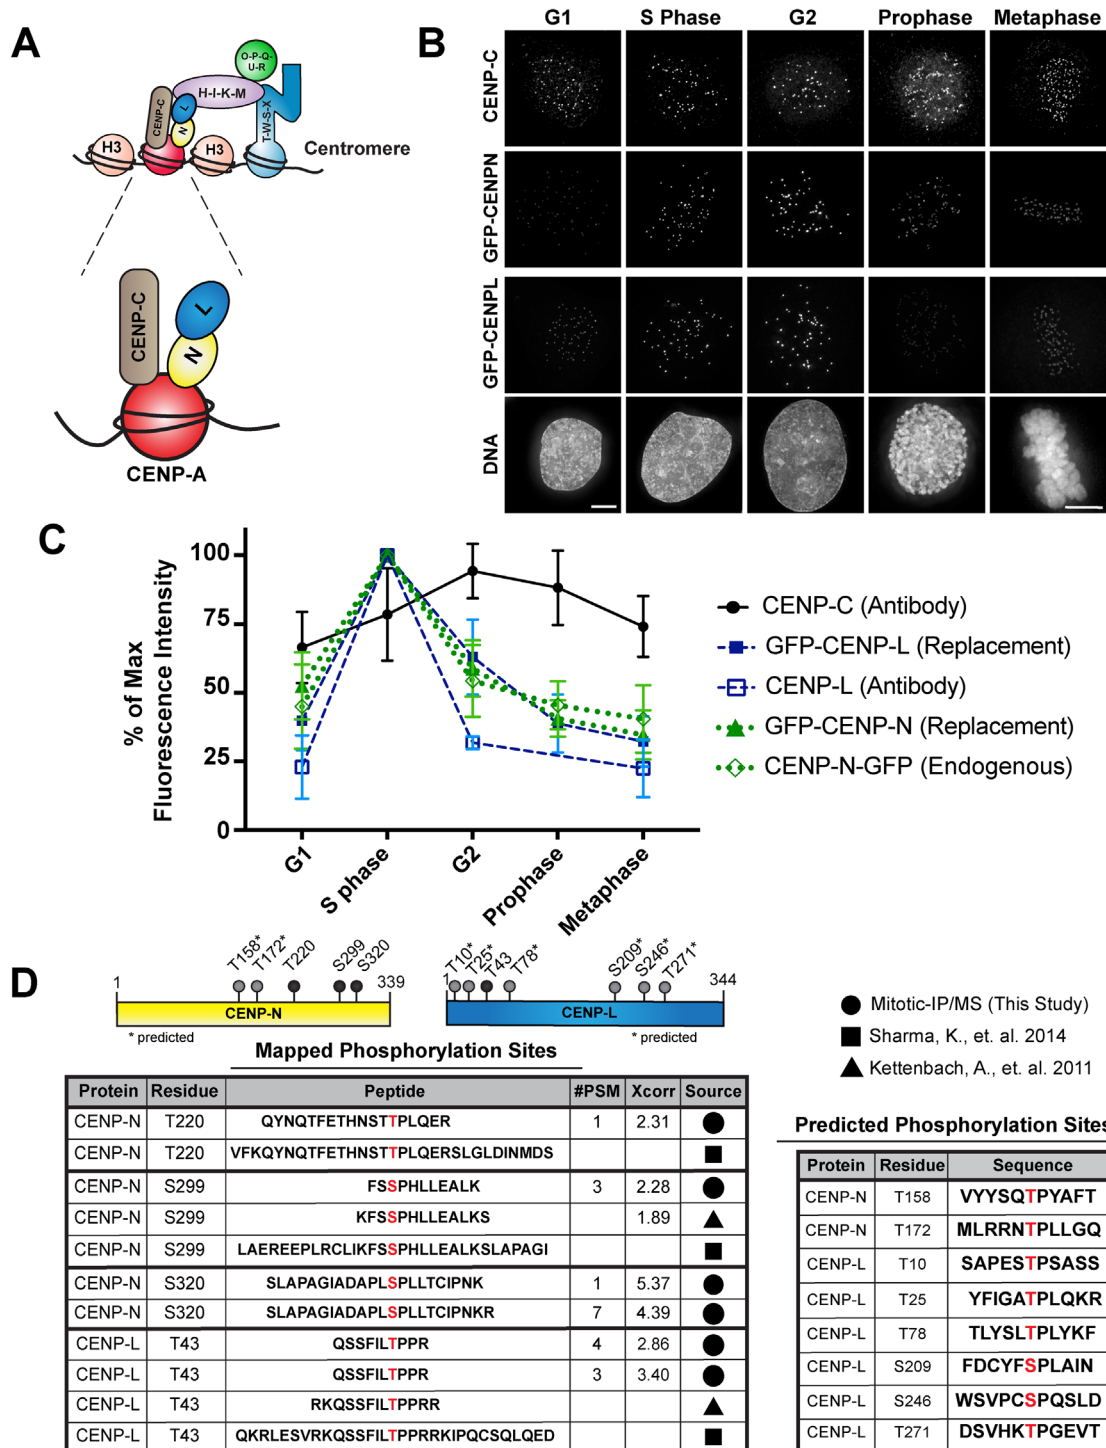 A
O-P-Q-
U-R
H-I-K-M
CENP-C
L
N
T-W-S-X
H3
H3
Centromere
CENP-C
L
N
CENP-A
B
G1 S Phase G2 Prophase Metaphase
CENP-C
GFP-CENPN
GFP-CENPL
DNA
C
% of Max
Fluorescence Intensity
100
75
50
25
0
G1 S phase G2 Prophase Metaphase
CENP-C (Antibody)
GFP-CENP-L (Replacement)
CENP-L (Antibody)
GFP-CENP-N (Replacement)
CENP-N-GFP (Endogenous)
D
T158* T172* T220 S299 S320
1 339
CENP-N
* predicted
T10* T25* T43 T78* S209* S246* T271*
1 344
CENP-L
* predicted
Mitotic-IP/MS (This Study)
Sharma, K., et. al. 2014
Kettenbach, A., et. al. 2011
Mapped Phosphorylation Sites
Protein Residue Peptide #PSM Xcorr Source
CENP-N T220 QYNQTFETHNSTTPLQER 1 2.31
CENP-N T220 VFKQYNQTFETHNSTTPLQERSLGLDINMDS
CENP-N S299 FSSPHLLEALK 3 2.28
CENP-N S299 KFSSPHLLEALKS 1.89
CENP-N S299 LAEREEPLRCLIKFSSPHLLEALKSLAPAGI
CENP-N S320 SLAPAGIADAPLSPLLTCIPNK 1 5.37
CENP-N S320 SLAPAGIADAPLSPLLTCIPNKR 7 4.39
CENP-L T43 QSSFILTPPR 4 2.86
CENP-L T43 QSSFILTPPR 3 3.40
CENP-L T43 RKQSSFILTPPRR
CENP-L T43 QKRLESVRKQSSFILTPPRRKIPQCSQLQED
Predicted Phosphorylation Sites
Protein Residue Sequence
CENP-N T158 VYYSQTPYAFT
CENP-N T172 MLRRNTPLLGQ
CENP-L T10 SAPESTPSASS
CENP-L T25 YFIGATPLQKR
CENP-L T78 TLYSLTPLYKF
CENP-L S209 FDCYFSPLAIN
CENP-L S246 WSVPCSPQSLD
CENP-L T271 DSVHKTPGEVT